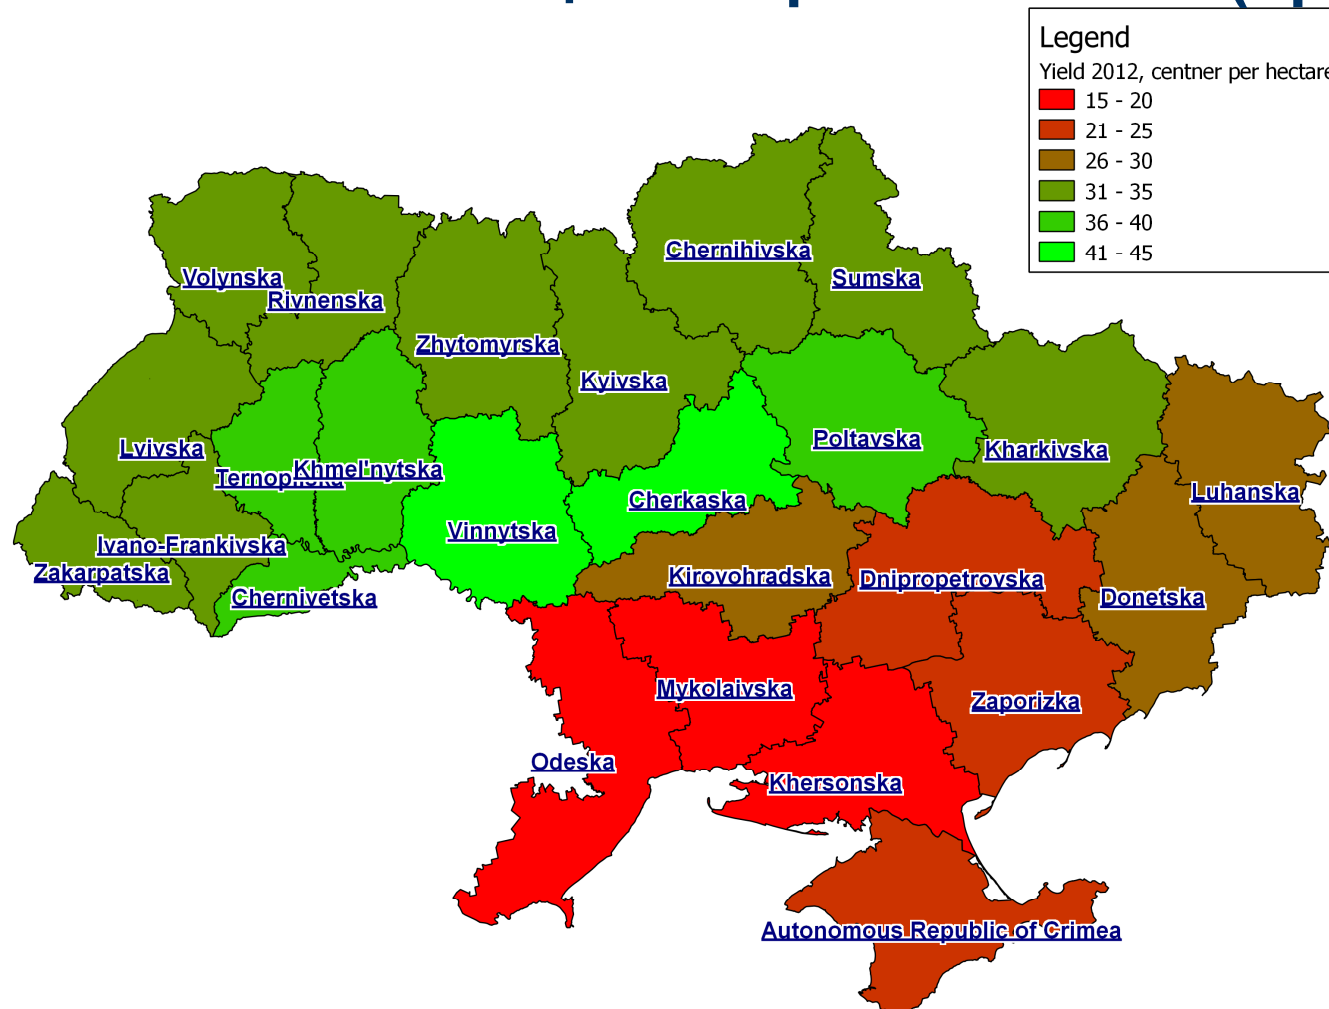 Legend
Yield 2012, centner per hectare
15 - 20
21 - 25
26 - 30
31 - 35
36 - 40
41 - 45
Chernihivska
Sumska
Volynska
Rivnenska
Zhytomyrska
Kyivska
Poltavska
Kharkivska
Lvivska
Khmel'nytska
Ternopilska
Luhanska
Cherkaska
Vinnytska
Ivano-Frankivska
Zakarpatska
Kirovohradska
Dnipropetrovska
Chernivetska
Donetska
Mykolaivska
Zaporizka
Odeska
Khersonska
Autonomous Republic of Crimea